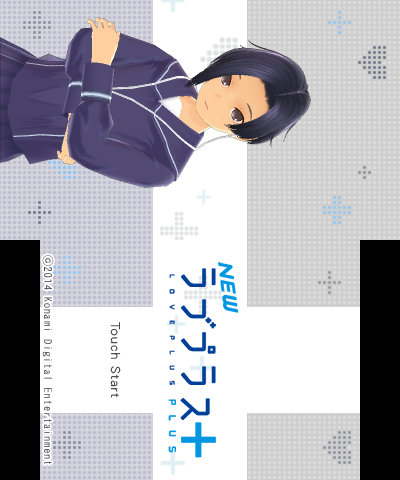 NEW
ラブプラス+
LOVEPLUS PLUS
Touch Start
©2014 Konami Digital Entertainment